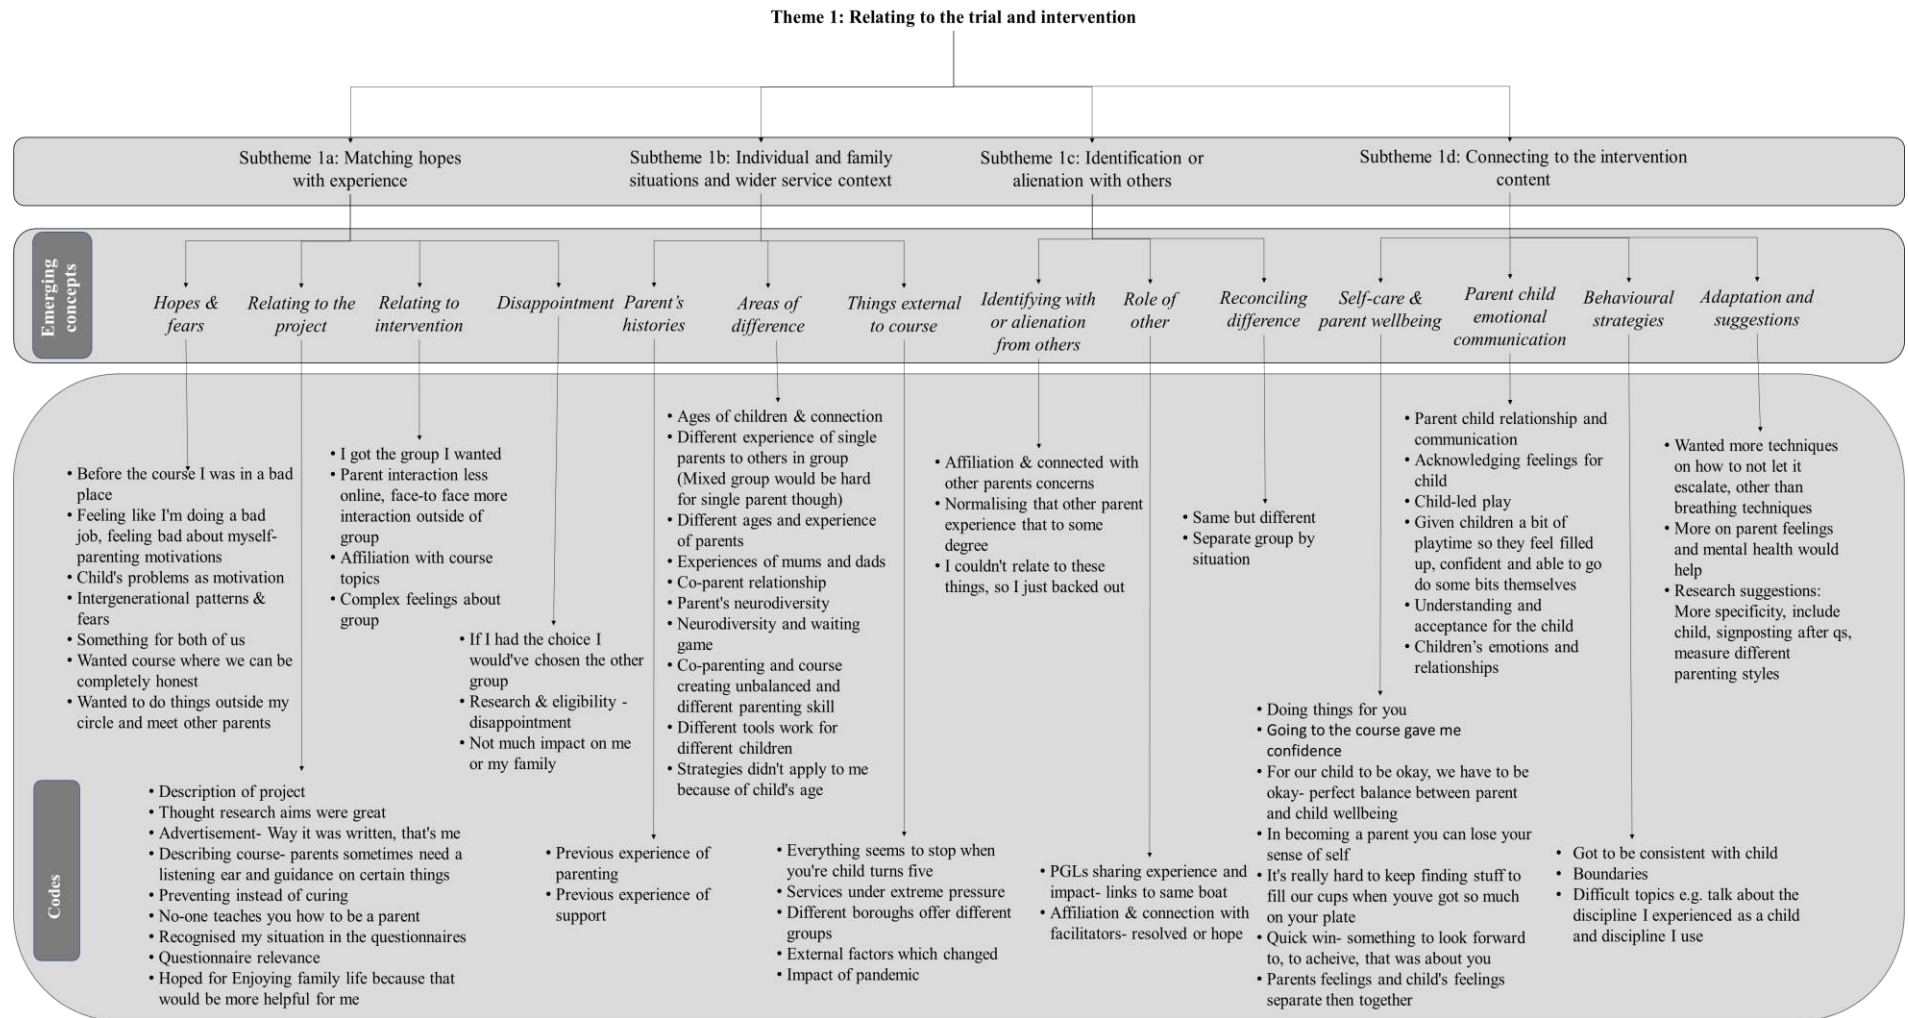 Theme 1: Relating to the trial and intervention
Subtheme 1a: Matching hopes
with experience
Subtheme 1b: Individual and family
situations and wider service context
Subtheme 1c: Identification or
alienation with others
Subtheme 1d: Connecting to the intervention
content
Emerging
concepts
Hopes &
fears
Relating to the
project
Relating to
intervention
Disappointment
Parent's
histories
Areas of
difference
Things external
to course
Identifying with
or alienation
from others
Role of
other
Reconciling
difference
Self-care &
parent wellbeing
Parent child
emotional
communication
Behavioural
strategies
Adaptation and
suggestions
Codes
• Before the course I was in a bad
place
• Feeling like I'm doing a bad
job, feeling bad about myself-
parenting motivations
• Child's problems as motivation
• Intergenerational patterns &
fears
• Something for both of us
• Wanted course where we can be
completely honest
• Wanted to do things outside my
circle and meet other parents
• Description of project
• Thought research aims were great
• Advertisement- Way it was written, that's me
• Describing course- parents sometimes need a
listening ear and guidance on certain things
• Preventing instead of curing
• No-one teaches you how to be a parent
• Recognised my situation in the questionnaires
• Questionnaire relevance
• Hoped for Enjoying family life because that
would be more helpful for me
• I got the group I wanted
• Parent interaction less
online, face-to face more
interaction outside of
group
• Affiliation with course
topics
• Complex feelings about
group
• If I had the choice I
would've chosen the other
group
• Research & eligibility -
disappointment
• Not much impact on me
or my family
• Previous experience of
parenting
• Previous experience of
support
• Ages of children & connection
• Different experience of single
parents to others in group
(Mixed group would be hard
for single parent though)
• Different ages and experience
of parents
• Experiences of mums and dads
• Co-parent relationship
• Parent's neurodiversity
• Neurodiversity and waiting
game
• Co-parenting and course
creating unbalanced and
different parenting skill
• Different tools work for
different children
• Strategies didn't apply to me
because of child's age
• Everything seems to stop when
you're child turns five
• Services under extreme pressure
• Different boroughs offer different
groups
• External factors which changed
• Impact of pandemic
• Affiliation & connected with
other parents concerns
• Normalising that other parent
experience that to some
degree
• I couldn't relate to these
things, so I just backed out
• PGLs sharing experience and
impact- links to same boat
• Affiliation & connection with
facilitators- resolved or hope
• Same but different
• Separate group by
situation
• Doing things for you
• Going to the course gave me
confidence
• For our child to be okay, we have to be
okay- perfect balance between parent
and child wellbeing
• In becoming a parent you can lose your
sense of self
• It's really hard to keep finding stuff to
fill our cups when youve got so much
on your plate
• Quick win- something to look forward
to, to acheive, that was about you
• Parents feelings and child's feelings
separate then together
• Parent child relationship and
communication
• Acknowledging feelings for
child
• Child-led play
• Given children a bit of
playtime so they feel filled
up, confident and able to go
do some bits themselves
• Understanding and
acceptance for the child
• Children's emotions and
relationships
• Got to be consistent with child
• Boundaries
• Difficult topics e.g. talk about the
discipline I experienced as a child
and discipline I use
• Wanted more techniques
on how to not let it
escalate, other than
breathing techniques
• More on parent feelings
and mental health would
help
• Research suggestions:
More specificity, include
child, signposting after qs,
measure different
parenting styles